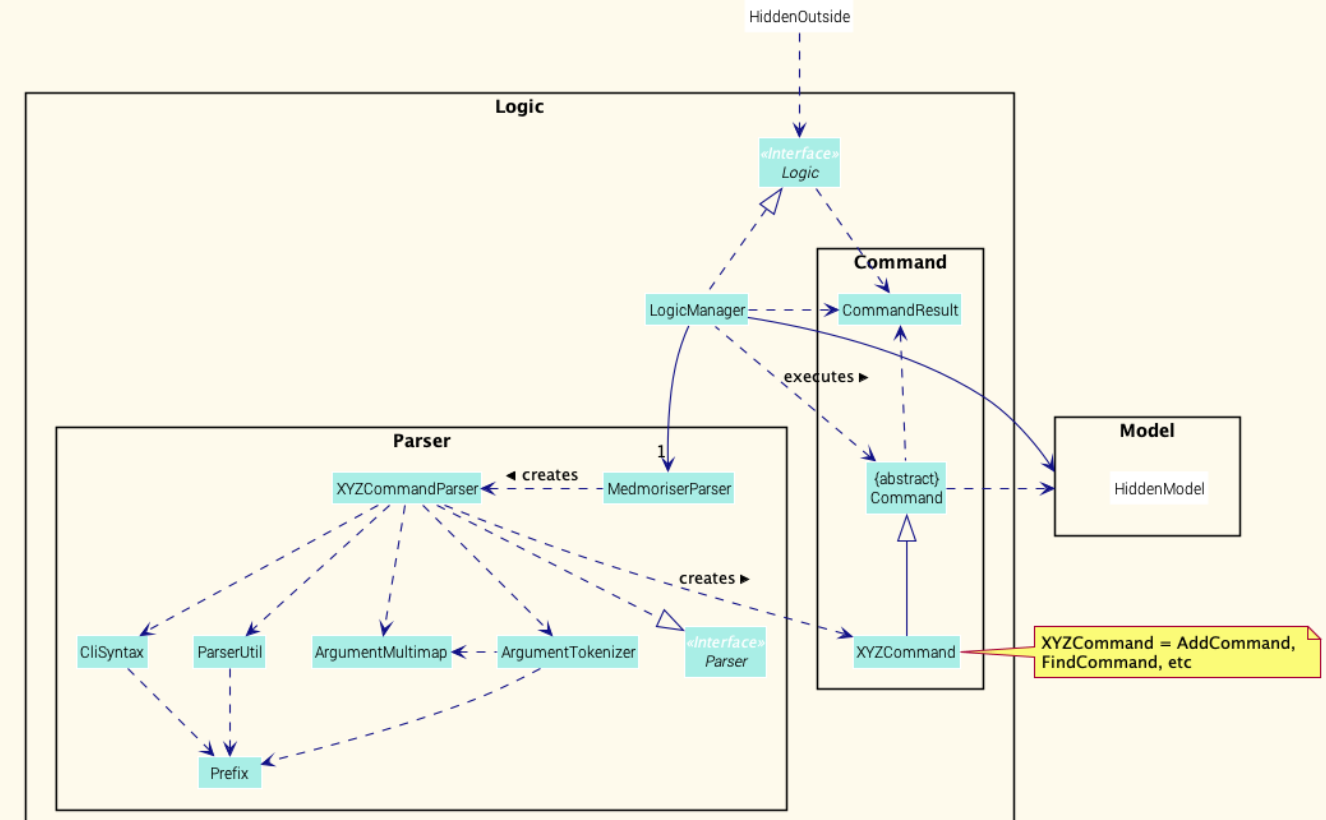 HiddenOutside
Logic
«Interface»
Logic
Command
LogicManager
CommandResult
executes ►
Parser
Model
1
◄ creates
XYZCommandParser
MedmoriserParser
{abstract}
Command
HiddenModel
creates ►
CliSyntax
ParserUtil
ArgumentMultimap
ArgumentTokenizer
«Interface»
Parser
XYZCommand
XYZCommand = AddCommand,
FindCommand, etc
Prefix